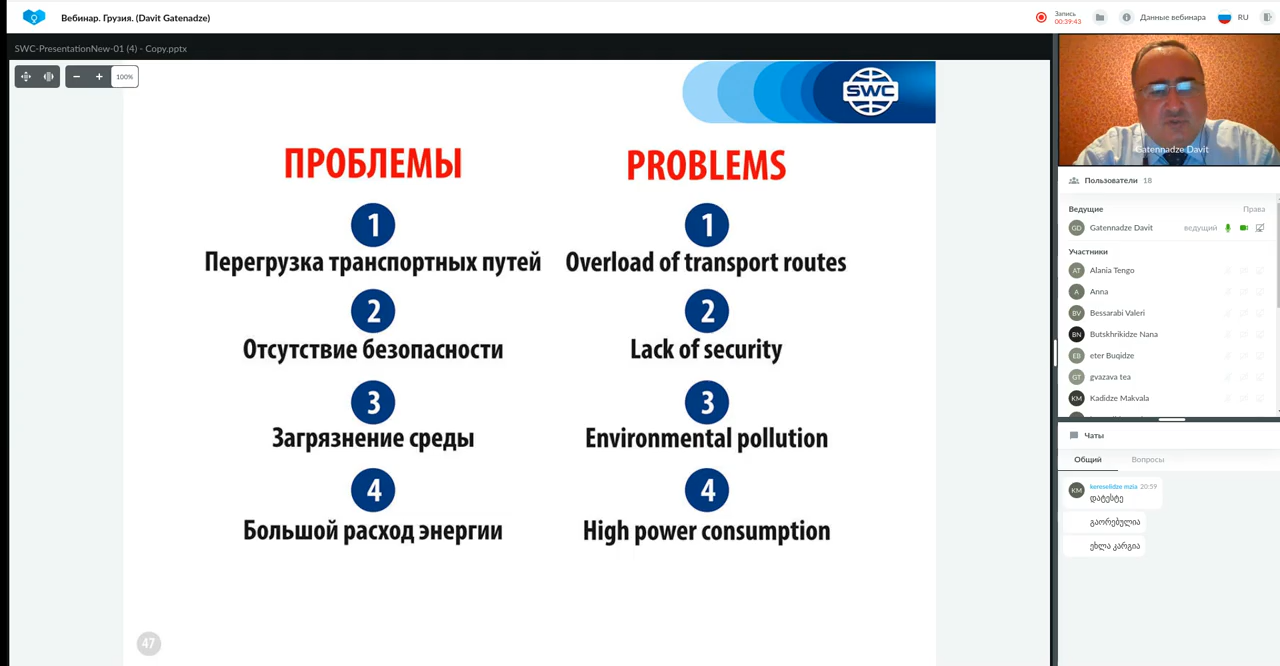 Вебинар. Грузия. (Davit Gatenadze)
Запись
00:39:43
Данные вебинара
RU
SWC-PresentationNew-01 (4) - Copy.pptx
100%
SWC
ПРОБЛЕМЫ
1
Перегрузка транспортных путей
2
Отсутствие безопасности
3
Загрязнение среды
4
Большой расход энергии
PROBLEMS
1
Overload of transport routes
2
Lack of security
3
Environmental pollution
4
High power consumption
47
Gatennadze Davit
Пользователи 18
Ведущие Права
GD Gatennadze Davit ведущий
Участники
AT Alania Tengo
A Anna
BV Bessarabi Valeri
BN Butskhrikidze Nana
EB eter Buqidze
GT gvazava tea
KM Kadidze Makvala
Чаты
Общий Вопросы
KM kereselidze mzia 20:59
დატესტე
გაორებულია
ეხლა კარგია